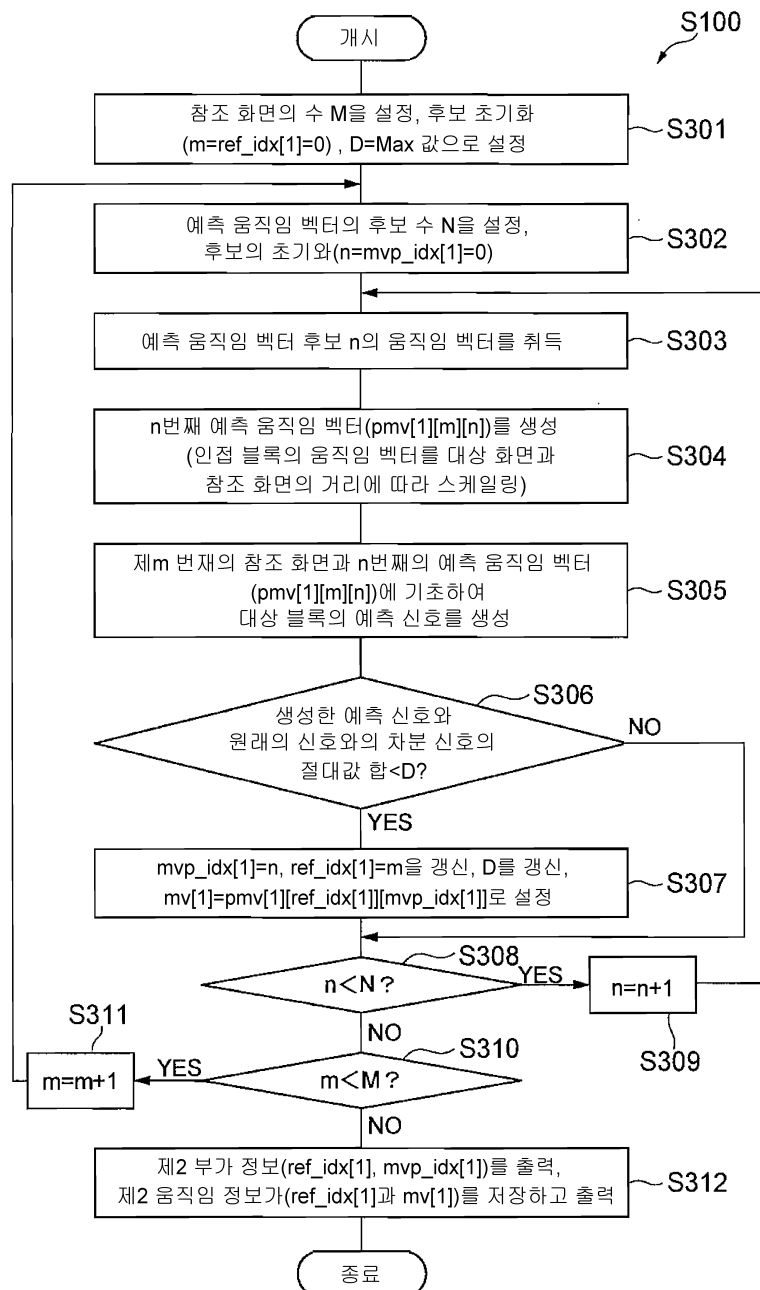 S100
개시
참조 화면의 수 M을 설정, 후보 초기화
(m=ref_idx[1]=0) , D=Max 값으로 설정
S301
예측 움직임 벡터의 후보 수 N을 설정,
후보의 초기와(n=mvp_idx[1]=0)
S302
예측 움직임 벡터 후보 n의 움직임 벡터를 취득
S303
n번째 예측 움직임 벡터(pmv[1][m][n])를 생성
(인접 블록의 움직임 벡터를 대상 화면과
참조 화면의 거리에 따라 스케일링)
S304
제m 번재의 참조 화면과 n번째의 예측 움직임 벡터
(pmv[1][m][n])에 기초하여
대상 블록의 예측 신호를 생성
S305
S306
생성한 예측 신호와
원래의 신호와의 차분 신호의
절대값 합<D?
NO
YES
mvp_idx[1]=n, ref_idx[1]=m을 갱신, D를 갱신,
mv[1]=pmv[1][ref_idx[1]][mvp_idx[1]]로 설정
S307
S308
n<N?
YES
n=n+1
S309
NO
S310
m<M?
YES
m=m+1
S311
NO
제2 부가 정보(ref_idx[1], mvp_idx[1])를 출력,
제2 움직임 정보가(ref_idx[1]과 mv[1])를 저장하고 출력
S312
종료